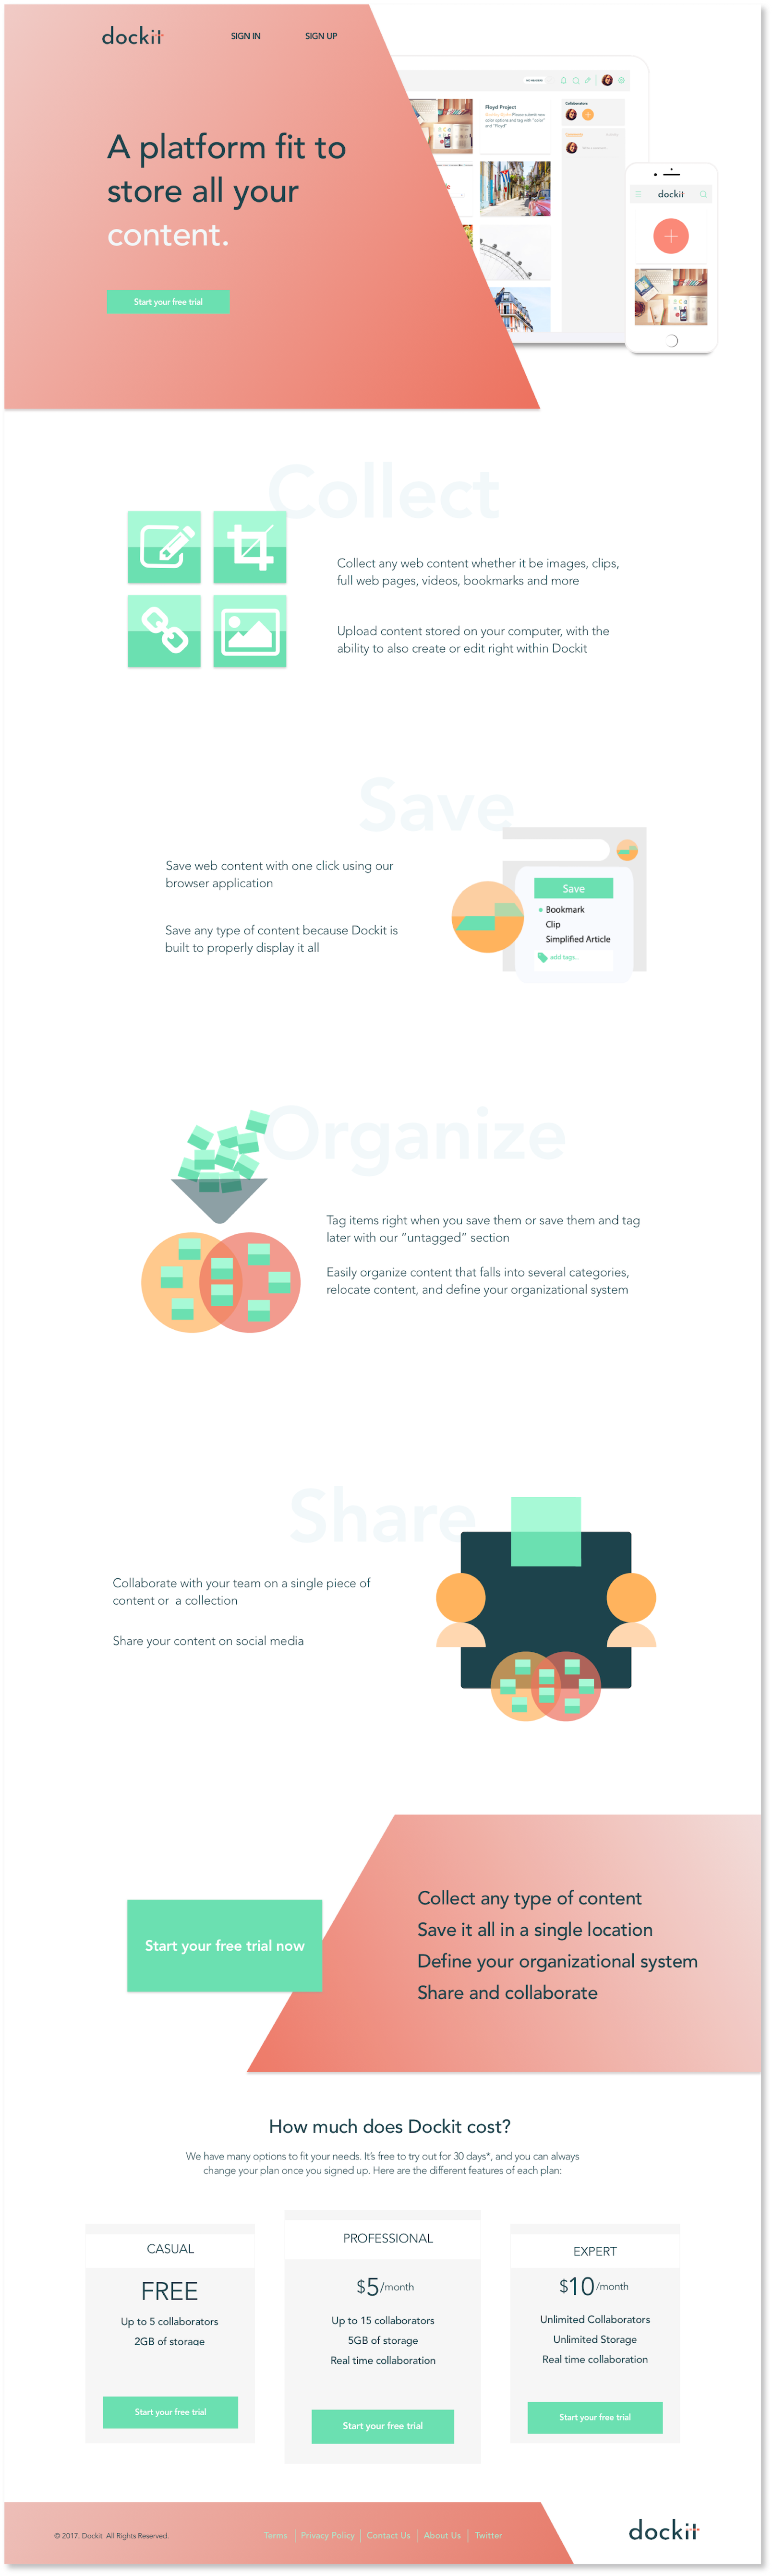 dockit
SIGN IN
SIGN UP
A platform fit to
store all your
content.
Start your free trial
Floyd Project
Please submit new
color options and tag with "color"
and "Floyd"
Collaborators
dockit
Collect
Collect any web content whether it be images, clips,
full web pages, videos, bookmarks and more
Upload content stored on your computer, with the
ability to also create or edit right within Dockit
Save
Save web content with one click using our
browser application
Save any type of content because Dockit is
built to properly display it all
Save
Bookmark
Clip
Simplified Article
add tags..
Organize
Tag items right when you save them or save them and tag
later with our “untagged” section
Easily organize content that falls into several categories,
relocate content, and define your organizational system
Share
Collaborate with your team on a single piece of
content or  a collection
Share your content on social media
Start your free trial now
Collect any type of content
Save it all in a single location
Define your organizational system
Share and collaborate
How much does Dockit cost?
We have many options to fit your needs. It’s free to try out for 30 days*, and you can always
change your plan once you signed up. Here are the different features of each plan:
CASUAL
FREE
Up to 5 collaborators
2GB of storage
Start your free trial
PROFESSIONAL
$5/month
Up to 15 collaborators
5GB of storage
Real time collaboration
Start your free trial
EXPERT
$10/month
Unlimited Collaborators
Unlimited Storage
Real time collaboration
Start your free trial
© 2017. Dockit  All Rights Reserved.
Terms | Privacy Policy | Contact Us | About Us | Twitter
dockit